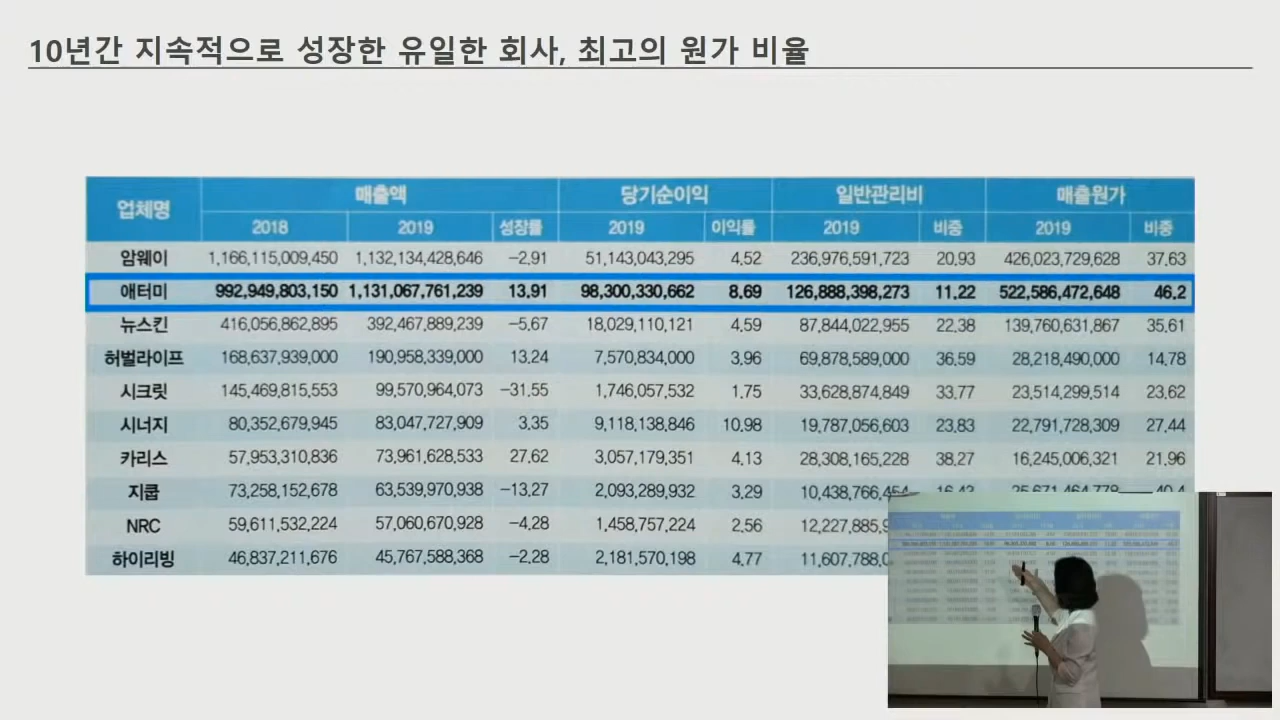 10년간 지속적으로 성장한 유일한 회사, 최고의 원가 비율
업체명 매출액 당기순이익 일반관리비 매출원가
2018 2019 성장률 2019 이익률 2019 비중 2019 비중
암웨이 1,166,115,009,450 1,132,134,428,646 −2.91 51,143,043,295 4.52 236,976,591,723 20.93 426,023,729,628 37.63
애터미 992,949,803,150 1,131,067,761,239 13.91 98,300,330,662 8.69 126,888,398,273 11.22 522,586,472,648 46.2
뉴스킨 416,056,862,895 392,467,889,239 −5.67 18,029,110,121 4.59 87,844,022,955 22.38 139,760,631,867 35.61
허벌라이프 168,637,939,000 190,958,339,000 13.24 7,570,834,000 3.96 69,878,589,000 36.59 28,218,490,000 14.78
시크릿 145,469,815,553 99,570,964,073 −31.55 1,746,057,532 1.75 33,628,874,849 33.77 23,514,299,514 23.62
시너지 80,352,679,945 83,047,727,909 3.35 9,118,138,846 10.98 19,787,056,603 23.83 22,791,728,309 27.44
카리스 57,953,310,836 73,961,628,533 27.62 3,057,179,351 4.13 28,308,165,228 38.27 16,245,006,321 21.96
지쿱 73,258,152,678 63,539,970,938 −13.27 2,093,289,932 3.29 10,438,766,454
NRC 59,611,532,224 57,060,670,928 −4.28 1,458,757,224 2.56 12,227,885,
하이리빙 46,837,211,676 45,767,588,368 −2.28 2,181,570,198 4.77 11,607,788,